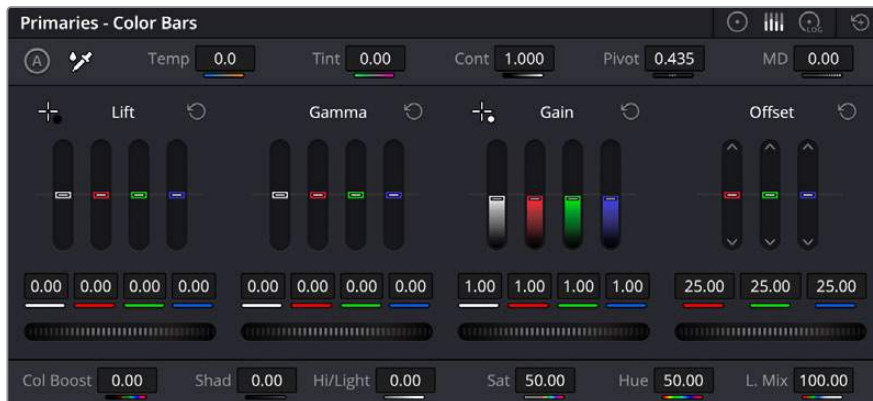 Primaries - Color Bars
LOG
A Temp 0.0 Tint 0.00 Cont 1.000 Pivot 0.435 MD 0.00
Lift Gamma Gain Offset
0.00 0.00 0.00 0.00 0.00 0.00 0.00 0.00 1.00 1.00 1.00 1.00 25.00 25.00 25.00
Col Boost 0.00 Shad 0.00 Hi/Light 0.00 Sat 50.00 Hue 50.00 L. Mix 100.00